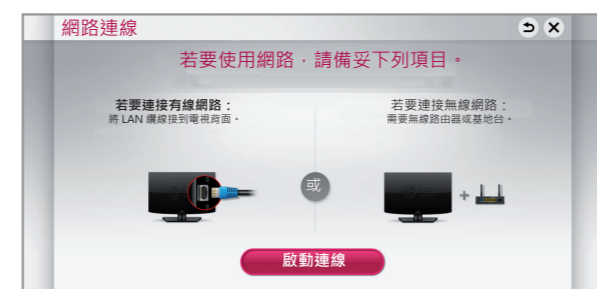 網路連線
若要使用網路，請備妥下列項目。
若要連接有線網路：
將 LAN 纜線接到電視背面。
若要連接無線網路：
需要無線路由器或基地台。
或
+
啟動連線